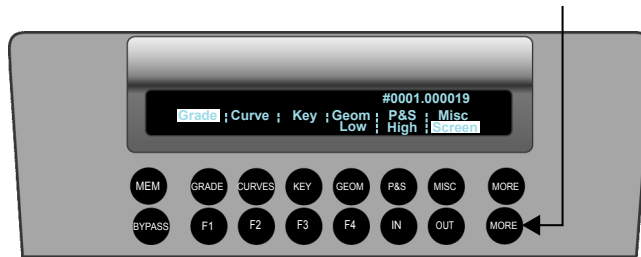 #0001.000019
Grade ¦ Curve ¦ Key ¦ Geom ¦ P&S ¦ Misc
Low ¦ High ¦ Screen
MEM GRADE CURVES KEY GEOM P&S MISC MORE
BYPASS F1 F2 F3 F4 IN OUT MORE